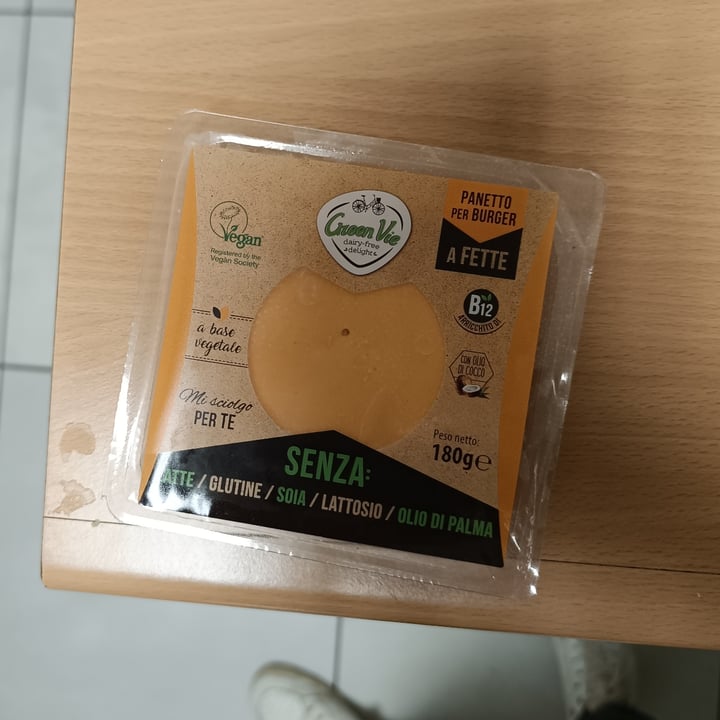 Green Vie
dairy-free
delight
PANETTO
PER BURGER
A FETTE
Vegan
Registered by the
Vegan Society
B12
ARRICCHITO DI
a base
vegetale
CON OLIO
DI COCCO
Mi sciolgo
PER TE
Peso netto:
180g℮
SENZA:
ATTE / GLUTINE / SOIA / LATTOSIO / OLIO DI PALMA